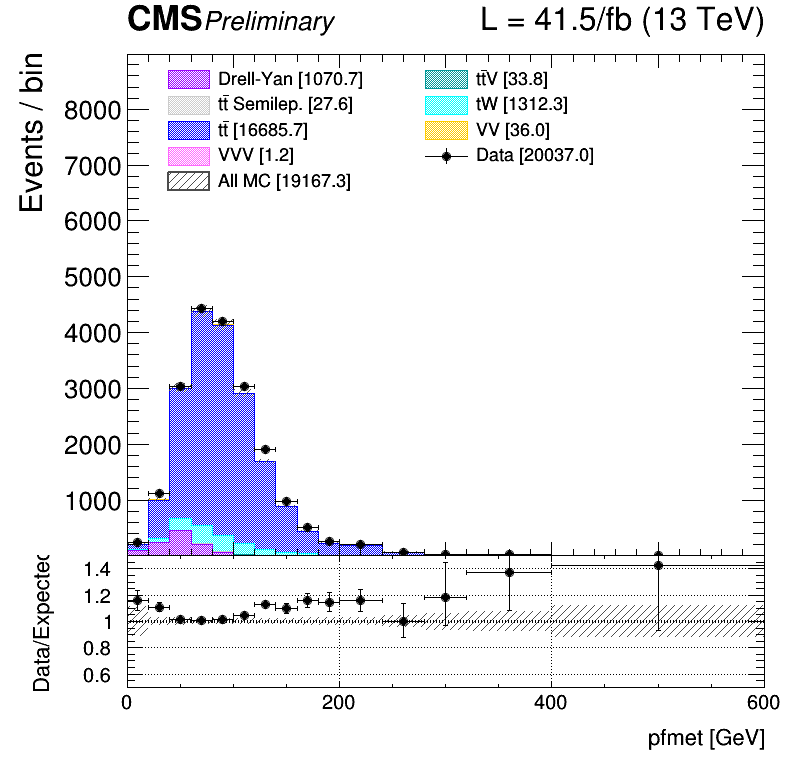 CMS Preliminary L = 41.5/fb (13 TeV)
Events / bin
8000
7000
6000
5000
4000
3000
2000
1000
Drell-Yan [1070.7]
tt̄ Semilep. [27.6]
tt̄ [16685.7]
VVV [1.2]
All MC [19167.3]
tt̄V [33.8]
tW [1312.3]
VV [36.0]
Data [20037.0]
Data/Expected
1.4
1.2
1
0.8
0.6
0 200 400 600
pfmet [GeV]